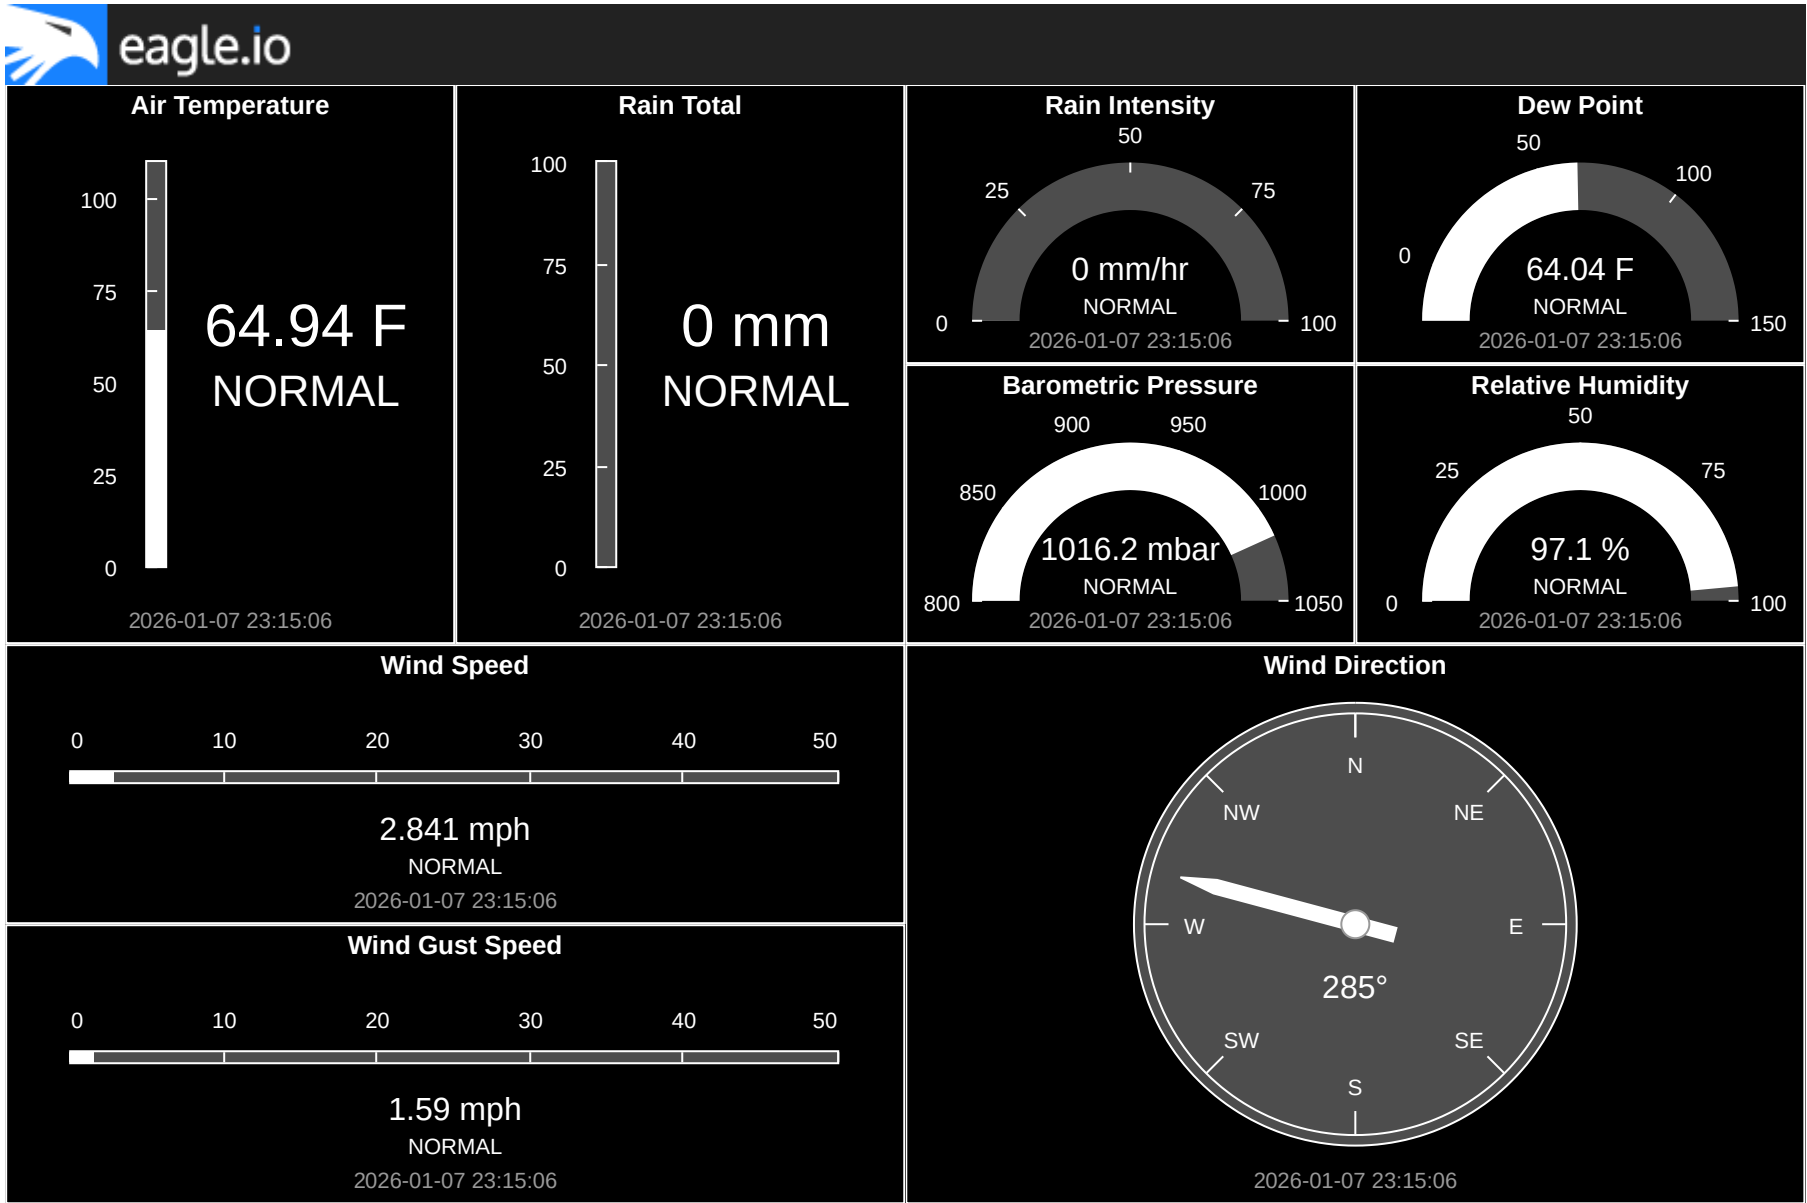 eagle.io
Air Temperature
100
75
50
25
0
64.94 F
NORMAL
2026-01-07 23:15:06
Rain Total
100
75
50
25
0
0 mm
NORMAL
2026-01-07 23:15:06
Rain Intensity
50
25
75
0
100
0 mm/hr
NORMAL
2026-01-07 23:15:06
Dew Point
50
100
0
150
64.04 F
NORMAL
2026-01-07 23:15:06
Barometric Pressure
900
950
850
1000
800
1050
1016.2 mbar
NORMAL
2026-01-07 23:15:06
Relative Humidity
50
25
75
0
100
97.1 %
NORMAL
2026-01-07 23:15:06
Wind Speed
0 10 20 30 40 50
2.841 mph
NORMAL
2026-01-07 23:15:06
Wind Gust Speed
0 10 20 30 40 50
1.59 mph
NORMAL
2026-01-07 23:15:06
Wind Direction
N
NW
NE
W
E
285°
SW
SE
S
2026-01-07 23:15:06